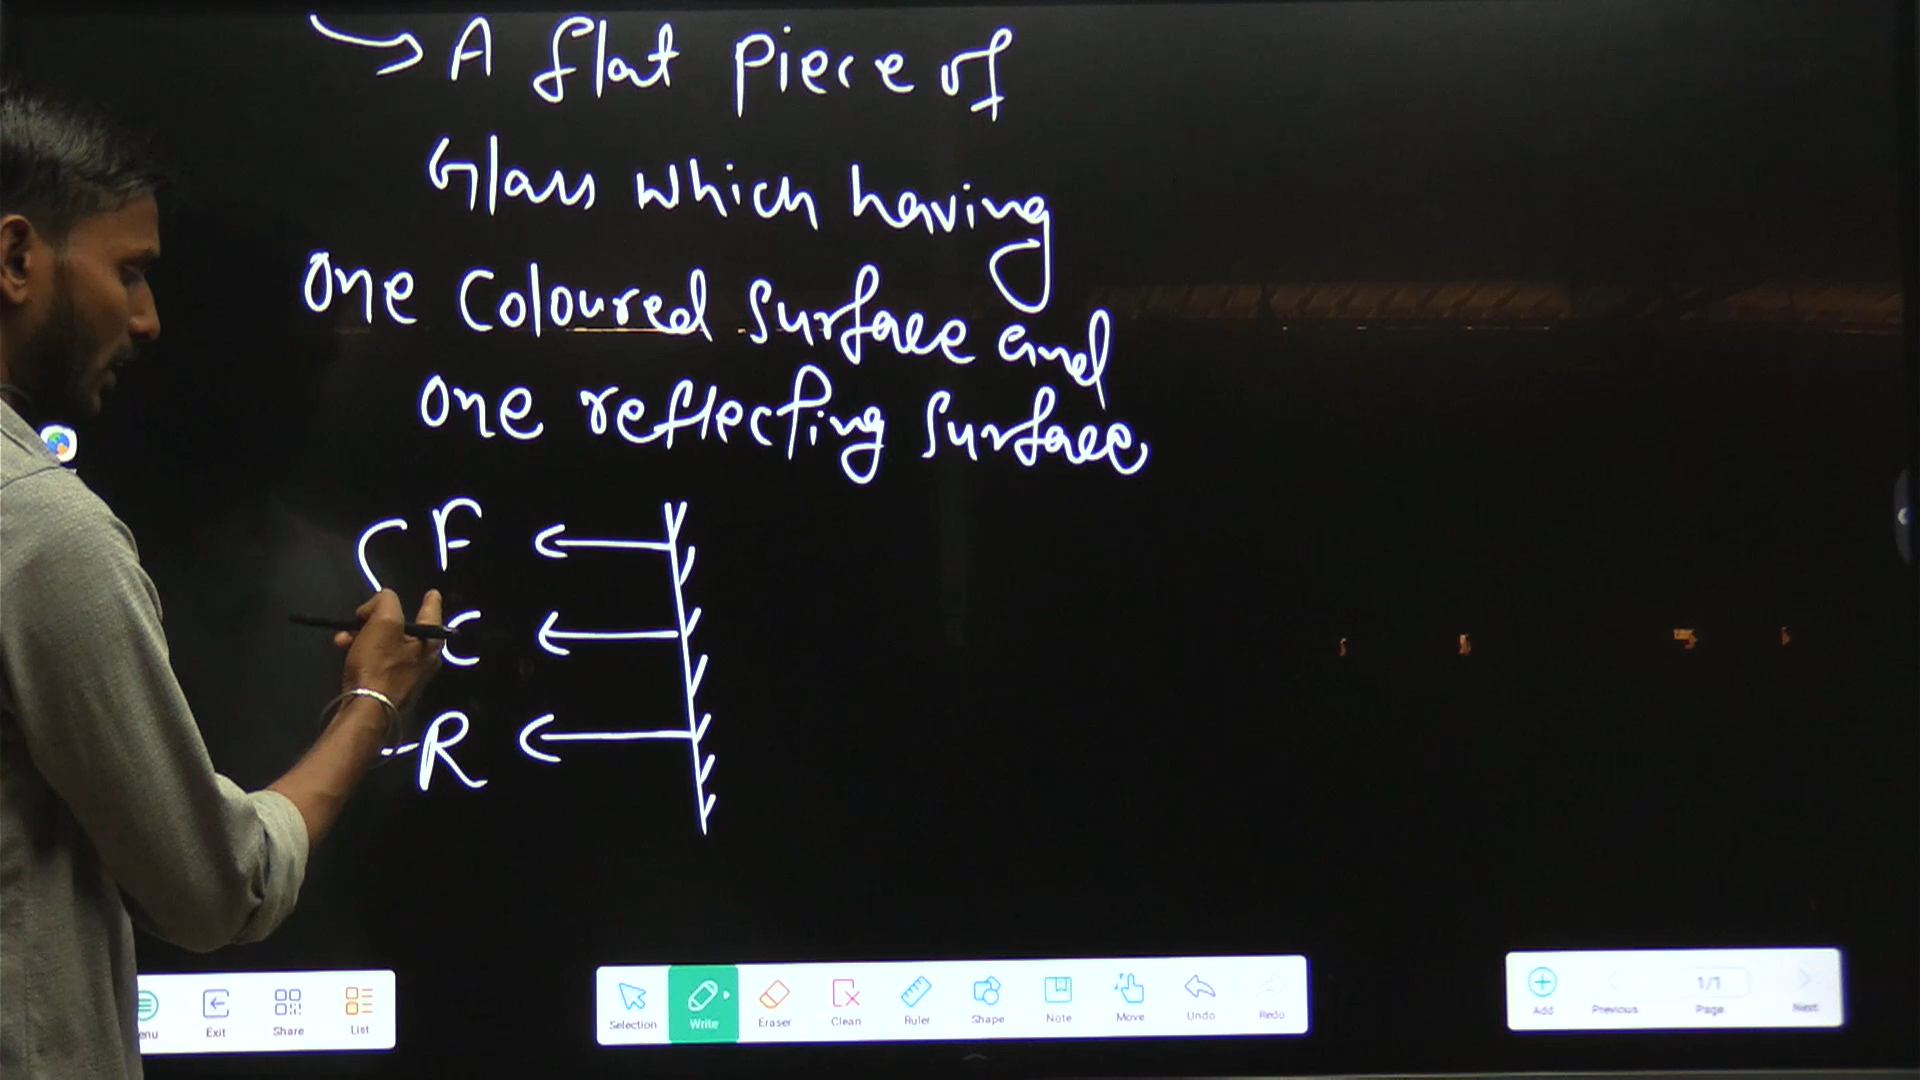 A flat piece of
Glass which having
one coloured surface and
one reflecting surface
F
C
R
enu
Exit
Share
List
Selection
Write
Eraser
Clean
Ruler
Shape
Note
Move
Undo
Redo
Add
Previous
1/1
Page
Next